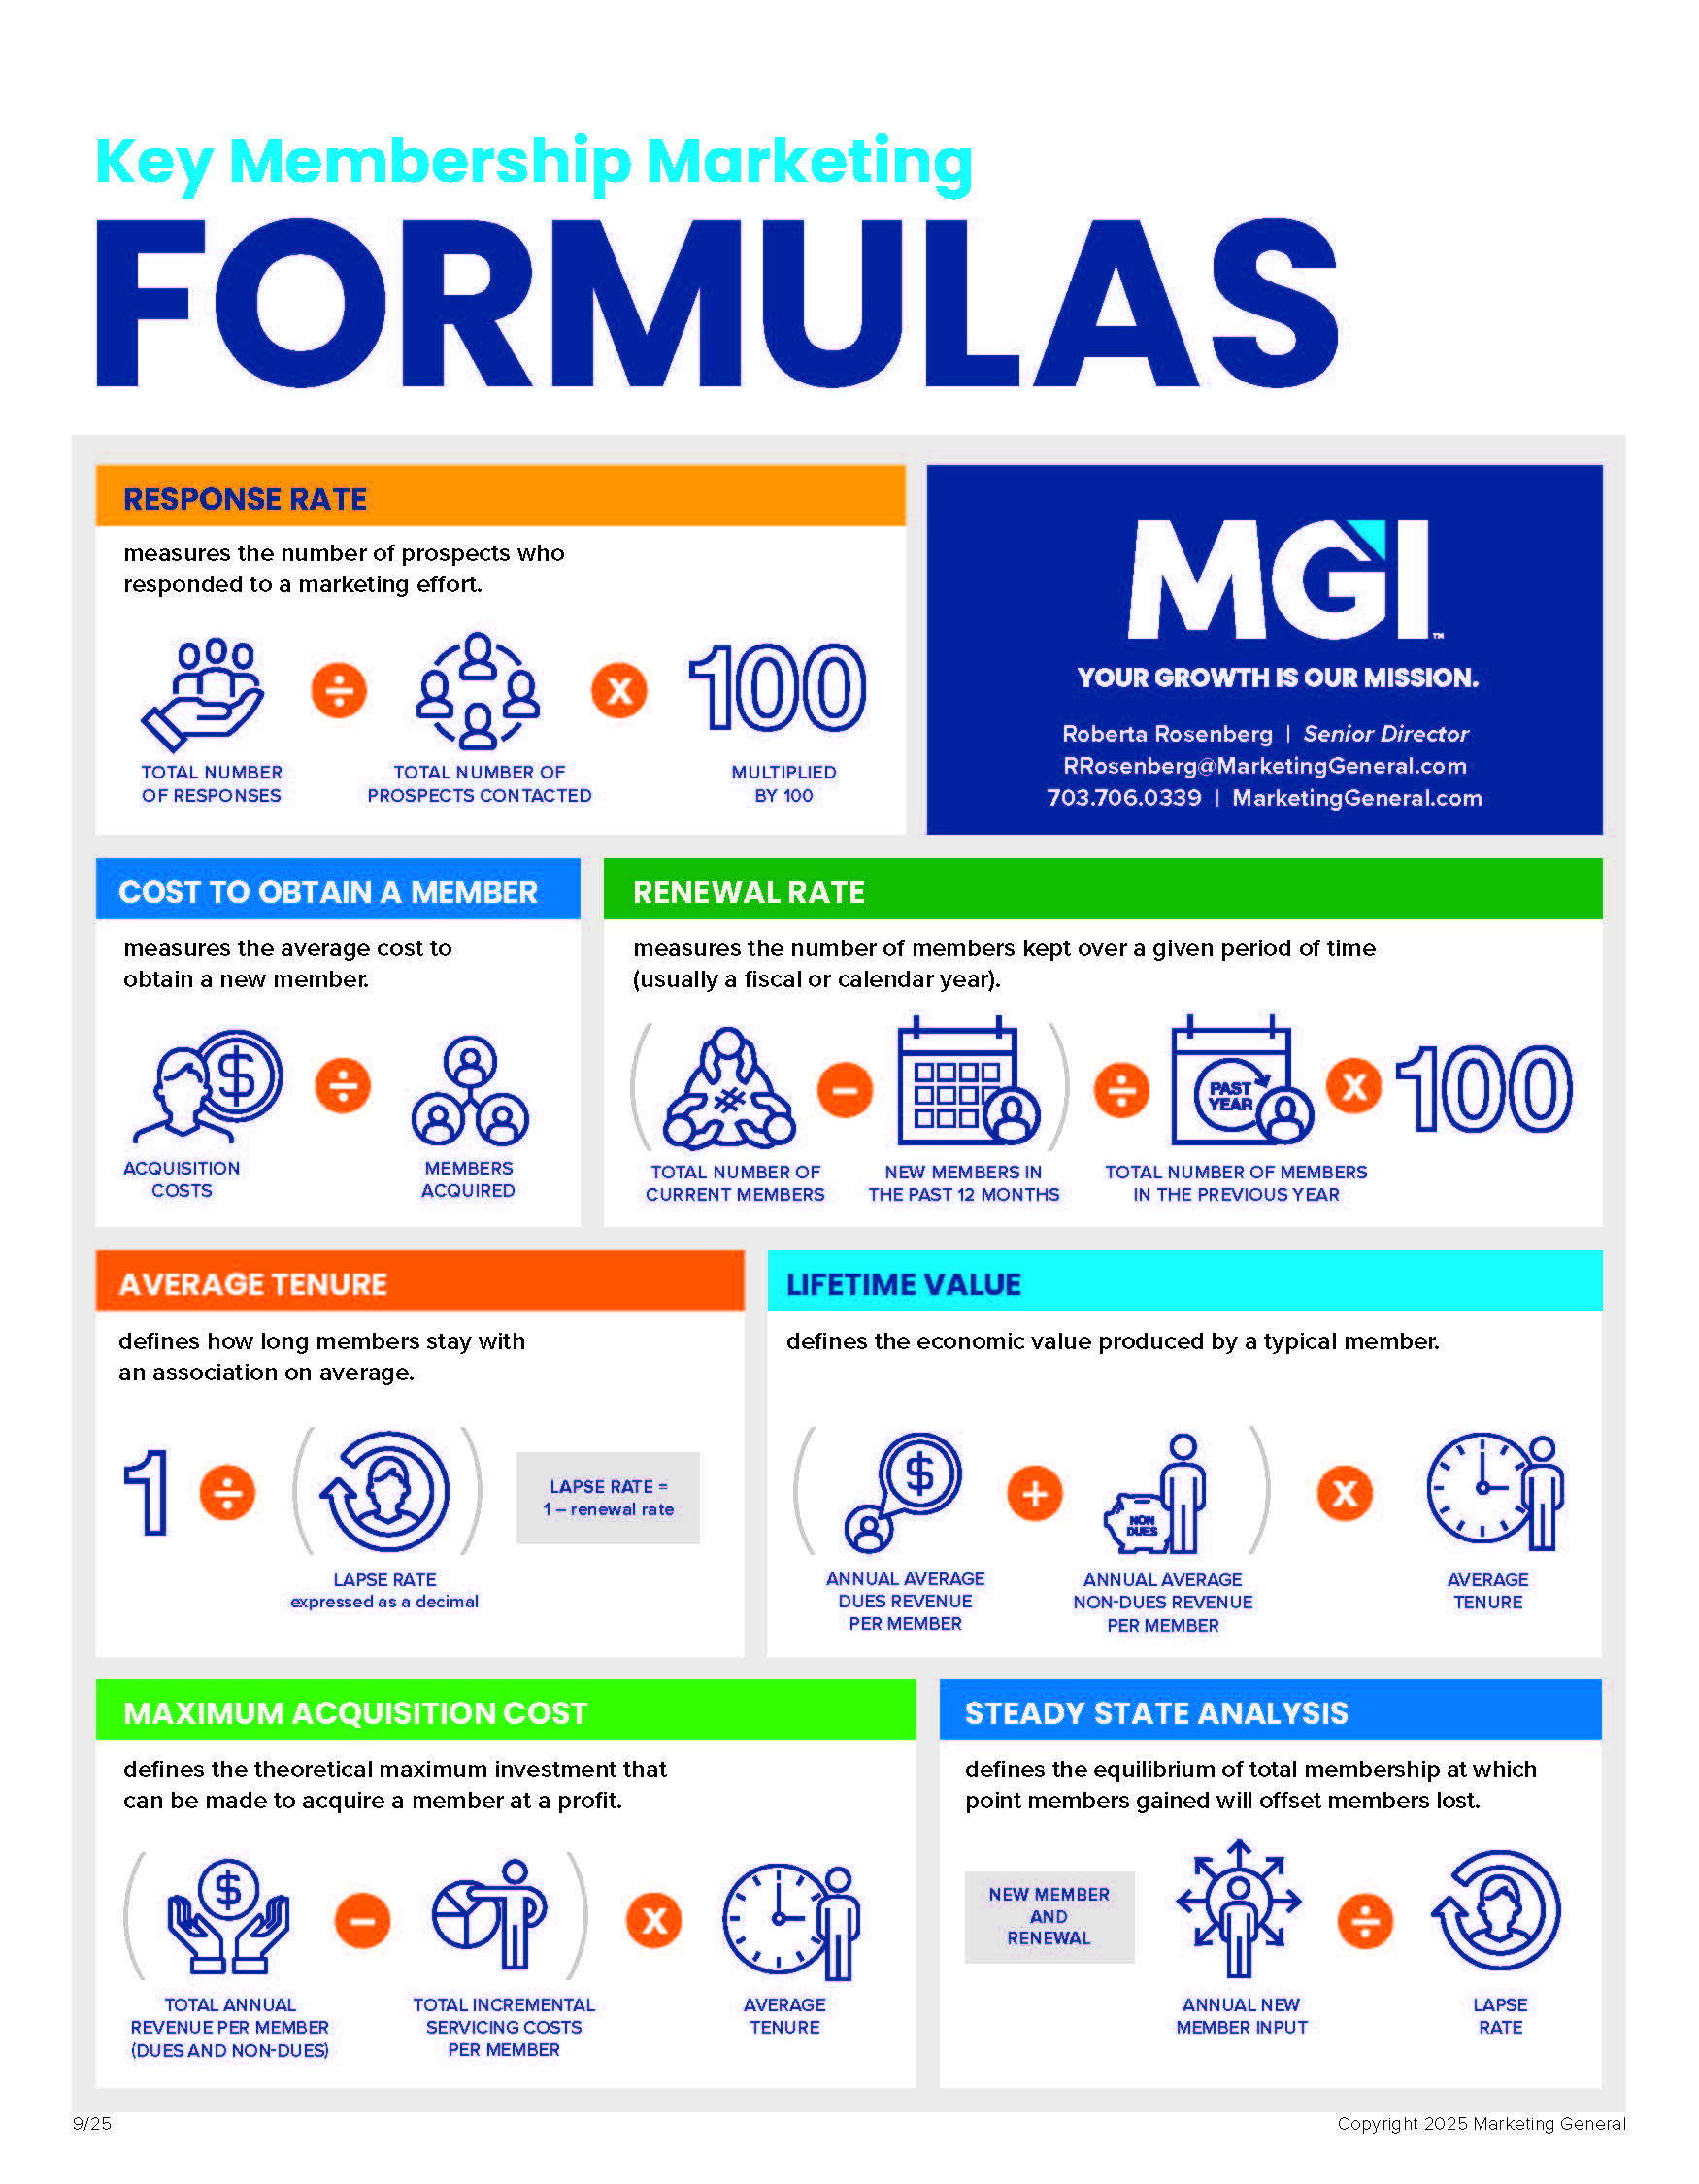 Key Membership Marketing
FORMULAS
RESPONSE RATE
measures the number of prospects who
responded to a marketing effort.
÷
x
100
TOTAL NUMBER
OF RESPONSES
TOTAL NUMBER OF
PROSPECTS CONTACTED
MULTIPLIED
BY 100
MGI™
YOUR GROWTH IS OUR MISSION.
Roberta Rosenberg | Senior Director
RRosenberg@MarketingGeneral.com
703.706.0339 | MarketingGeneral.com
COST TO OBTAIN A MEMBER
measures the average cost to
obtain a new member.
$
÷
ACQUISITION
COSTS
MEMBERS
ACQUIRED
RENEWAL RATE
measures the number of members kept over a given period of time
(usually a fiscal or calendar year).
(
–
)
÷
PAST
YEAR
x
100
TOTAL NUMBER OF
CURRENT MEMBERS
NEW MEMBERS IN
THE PAST 12 MONTHS
TOTAL NUMBER OF MEMBERS
IN THE PREVIOUS YEAR
AVERAGE TENURE
defines how long members stay with
an association on average.
1
÷
(
)
LAPSE RATE
expressed as a decimal
LAPSE RATE =
1 – renewal rate
LIFETIME VALUE
defines the economic value produced by a typical member.
(
$
+
NON
DUES
)
x
ANNUAL AVERAGE
DUES REVENUE
PER MEMBER
ANNUAL AVERAGE
NON-DUES REVENUE
PER MEMBER
AVERAGE
TENURE
MAXIMUM ACQUISITION COST
defines the theoretical maximum investment that
can be made to acquire a member at a profit.
(
$
–
)
x
TOTAL ANNUAL
REVENUE PER MEMBER
(DUES AND NON-DUES)
TOTAL INCREMENTAL
SERVICING COSTS
PER MEMBER
AVERAGE
TENURE
STEADY STATE ANALYSIS
defines the equilibrium of total membership at which
point members gained will offset members lost.
NEW MEMBER
AND
RENEWAL
÷
ANNUAL NEW
MEMBER INPUT
LAPSE
RATE
9/25
Copyright 2025 Marketing General